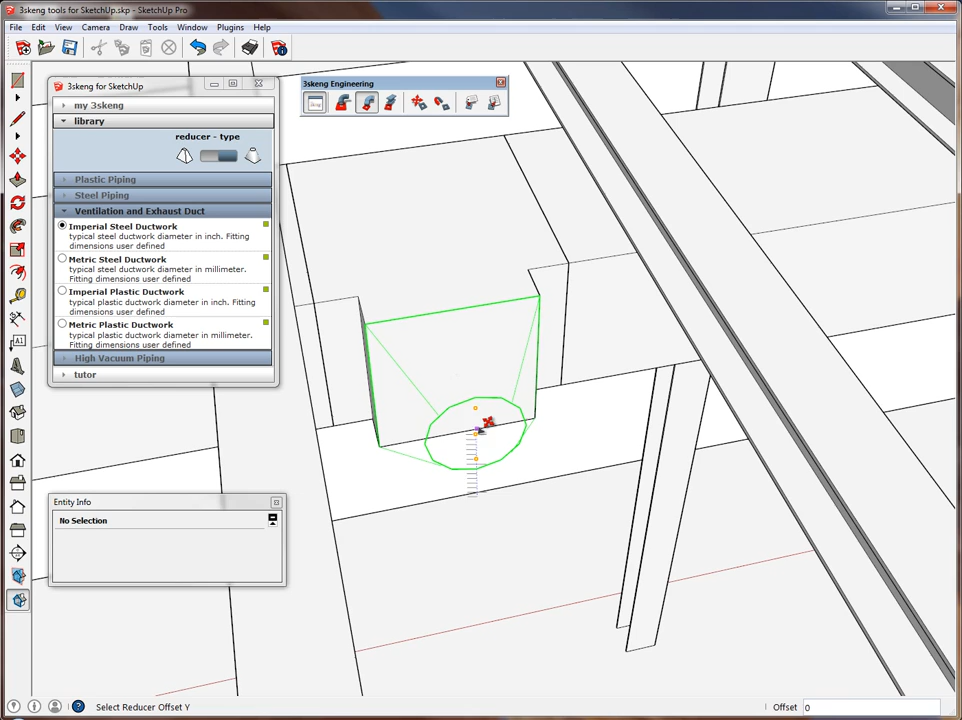 3skeng tools for SketchUp.skp - SketchUp Pro
File Edit View Camera Draw Tools Window Plugins Help
3skeng for SketchUp
3skeng Engineering
my 3skeng
library
reducer - type
Plastic Piping
Steel Piping
Ventilation and Exhaust Duct
Imperial Steel Ductwork
typical steel ductwork diameter in inch. Fitting
dimensions user defined
Metric Steel Ductwork
typical steel ductwork diameter in millimeter.
Fitting dimensions user defined
Imperial Plastic Ductwork
typical plastic ductwork diameter in inch. Fitting
dimensions user defined
Metric Plastic Ductwork
typical plastic ductwork diameter in millimeter.
Fitting dimensions user defined
High Vacuum Piping
tutor
A1
Entity Info
No Selection
Select Reducer Offset Y
Offset 0